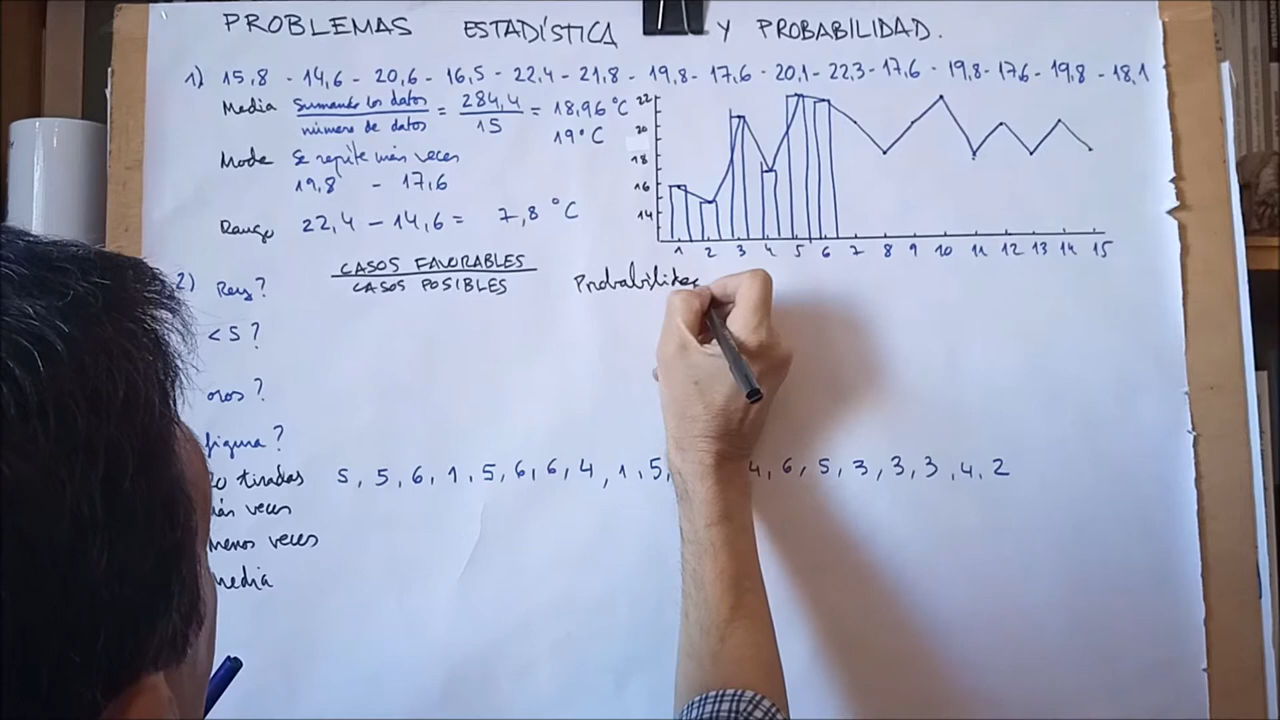 PROBLEMAS ESTADÍSTICA Y PROBABILIDAD.
1) 15,8 - 14,6 - 20,6 - 16,5 - 22,4 - 21,8 - 19,8 - 17,6 - 20,1 - 22,3 - 17,6 - 19,8 - 17,6 - 19,8 - 18,1
Media Sumando los datos = 284,4 = 18,96 °C
número de datos 15 19° C
Moda Se repite más veces
19,8 - 17,6
Rango 22,4 - 14,6 = 7,8 °C
22
20
18
16
14
1 2 3 4 5 6 7 8 9 10 11 12 13 14 15
2) Rey? CASOS FAVORABLES
CASOS POSIBLES Probabilidad
< 5 ?
oros ?
figura ?
20 tiradas 5, 5, 6, 1, 5, 6, 6, 4, 1, 5, 4, 6, 5, 3, 3, 3, 4, 2
más veces
menos veces
media